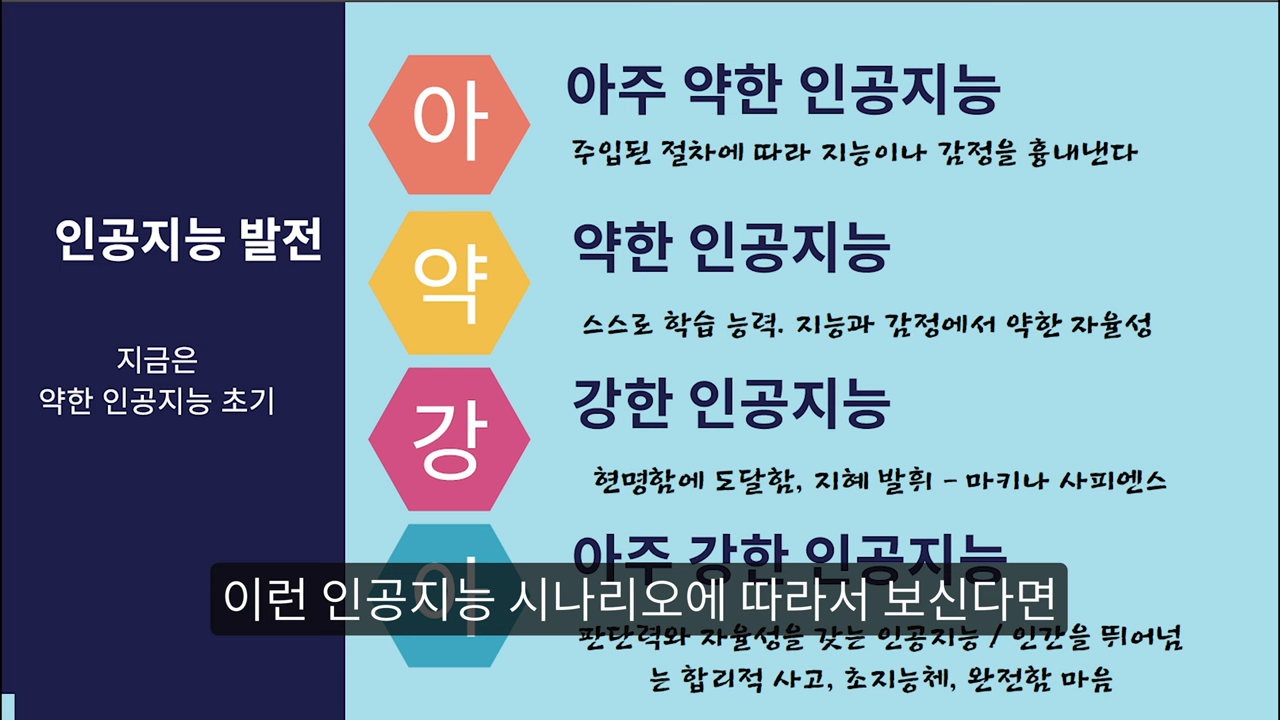 인공지능 발전
지금은
약한 인공지능 초기
아
아주 약한 인공지능
주입된 절차에 따라 지능이나 감정을 흉내낸다
약
약한 인공지능
스스로 학습 능력. 지능과 감정에서 약한 자율성
강
강한 인공지능
현명함에 도달함, 지혜 발휘 - 마키나 사피엔스
아
아주 강한 인공지능
이런 인공지능 시나리오에 따라서 보신다면
판단력와 자율성을 갖는 인공지능 / 인간을 뛰어넘
는 합리적 사고, 초지능체, 완전함 마음